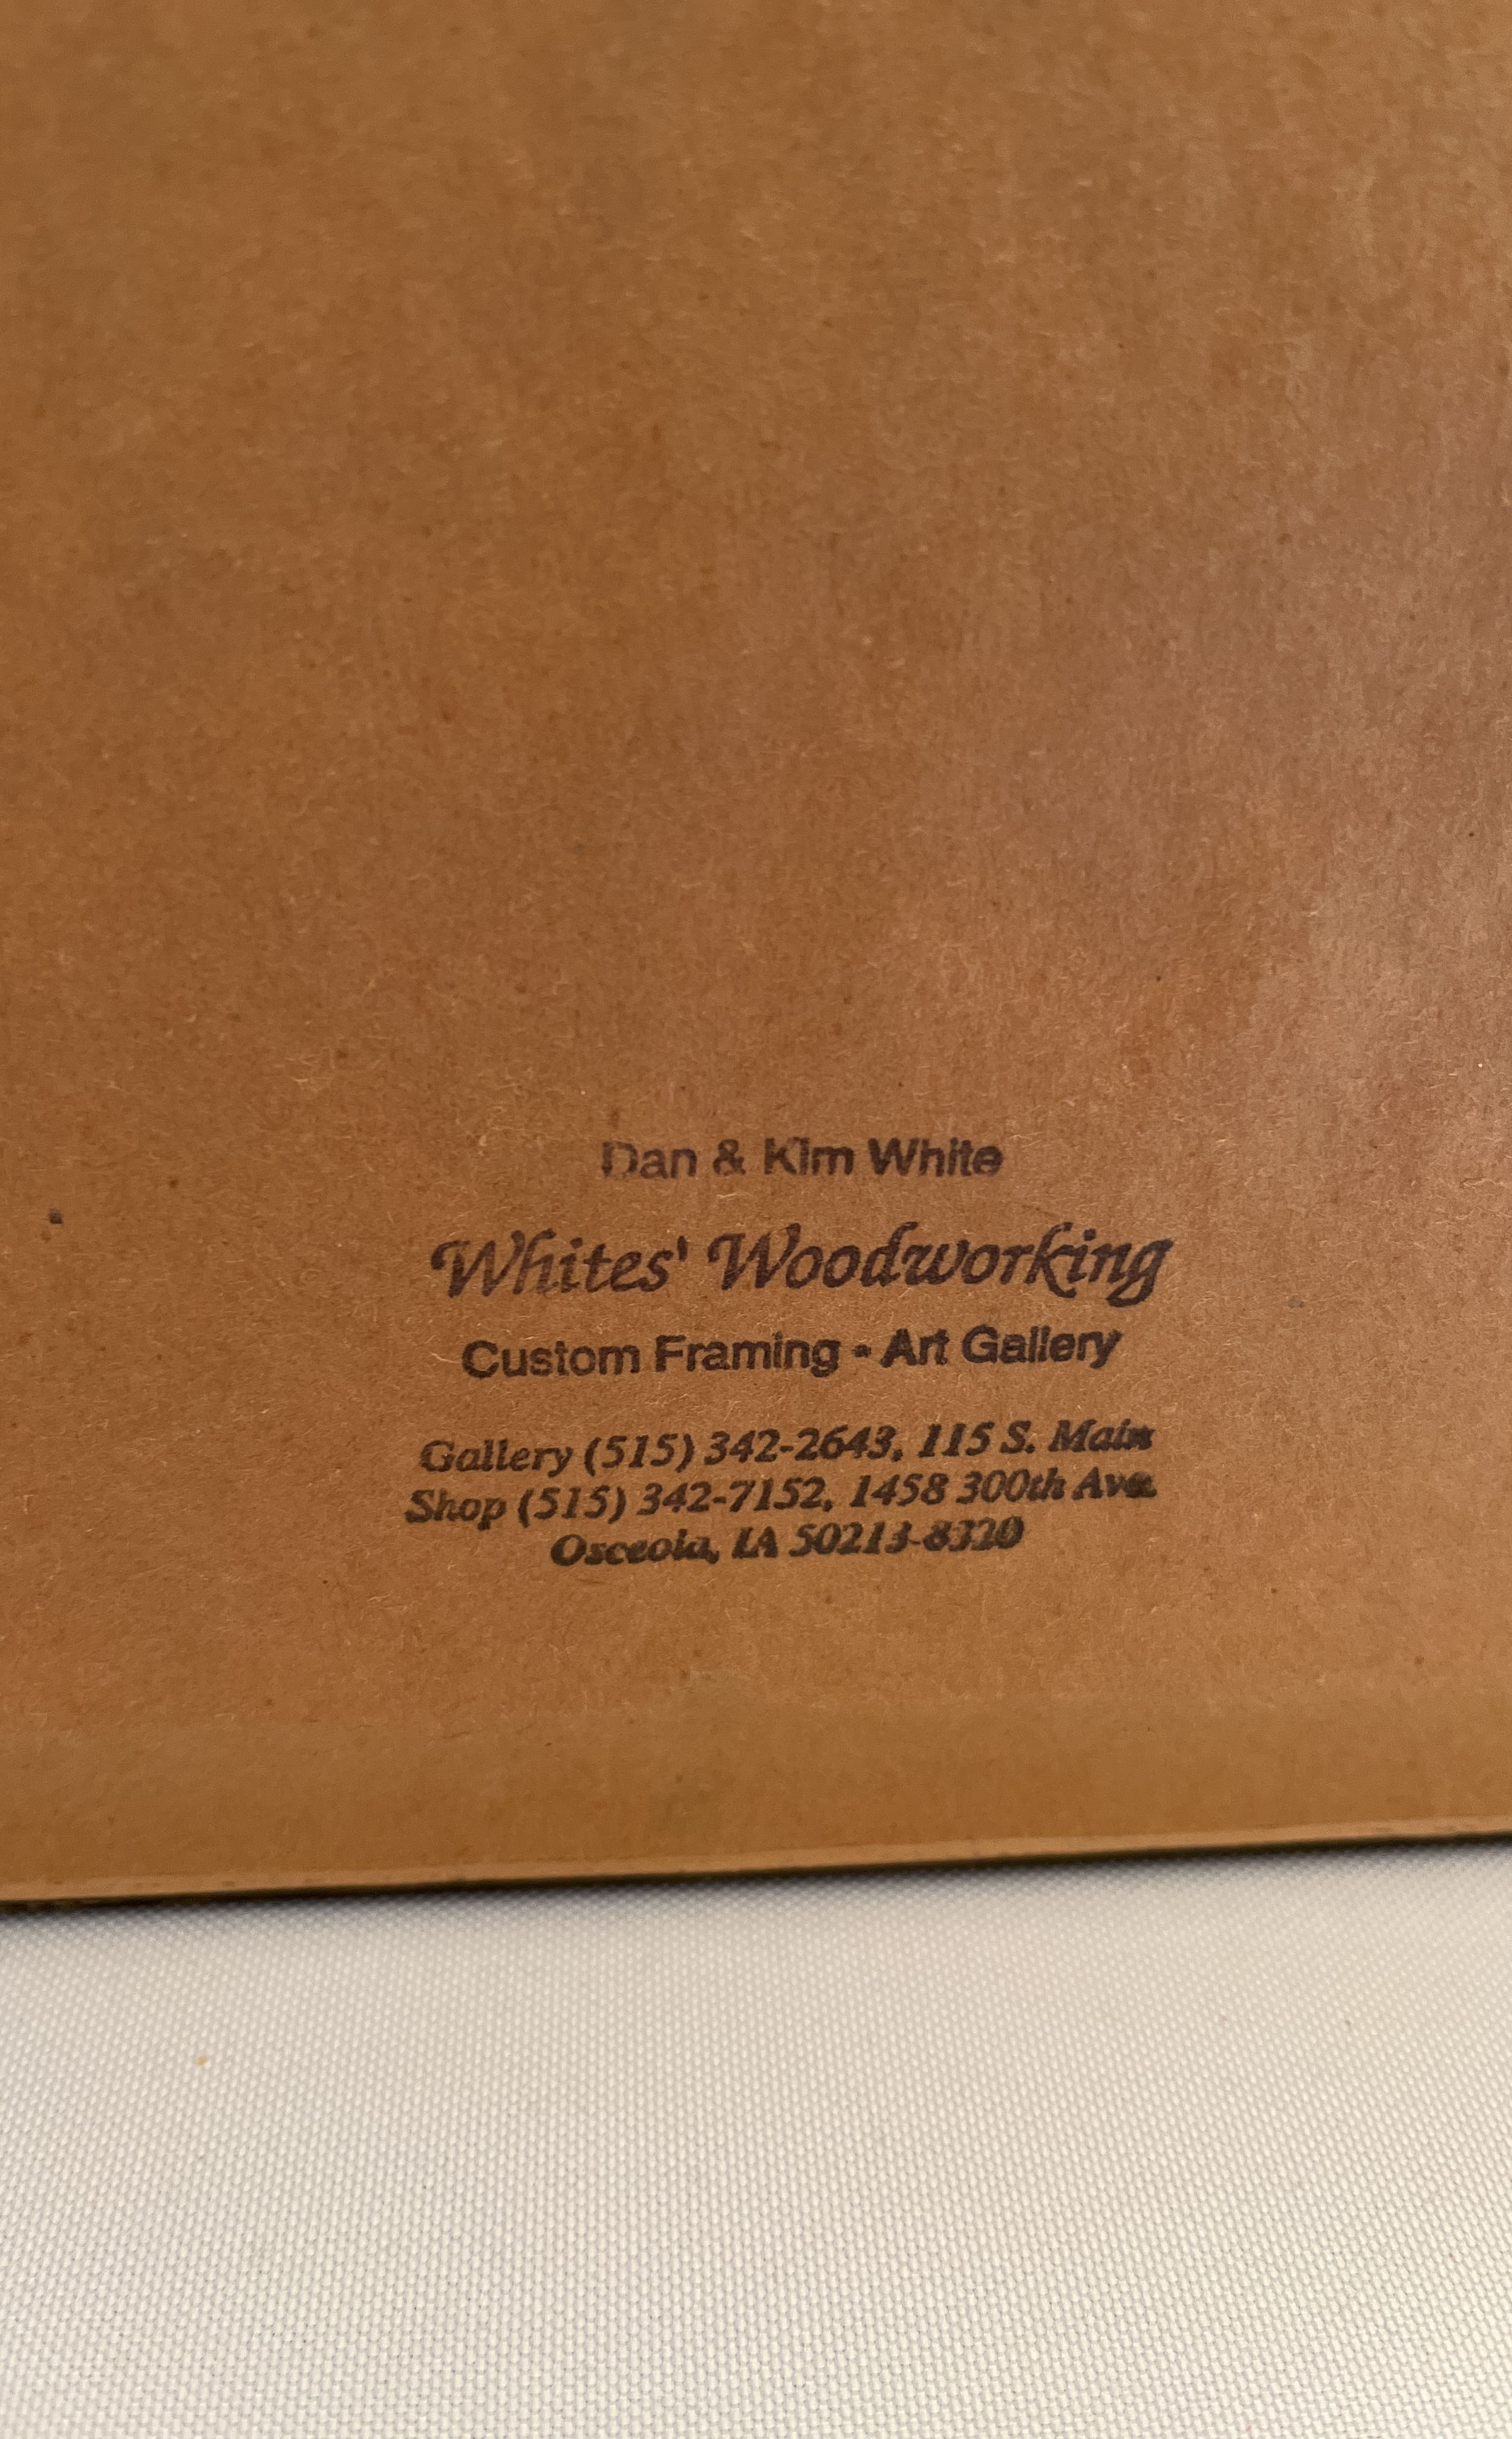 Dan & Kim White
Whites' Woodworking
Custom Framing - Art Gallery
Gallery (515) 342-2643, 115 S. Main
Shop (515) 342-7152, 1458 300th Ave.
Osceola, IA 50213-8320